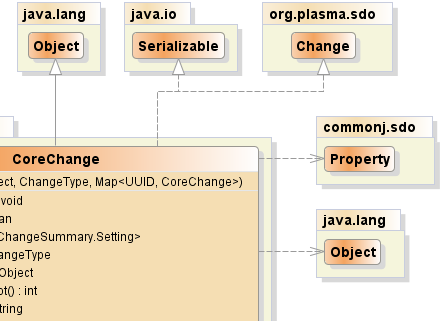 java.lang
Object
java.io
Serializable
org.plasma.sdo
Change
CoreChange
ect, ChangeType, Map<UUID, CoreChange>)
void
an
ChangeSummary.Setting>
angeType
Object
ot() : int
tring
commonj.sdo
Property
java.lang
Object